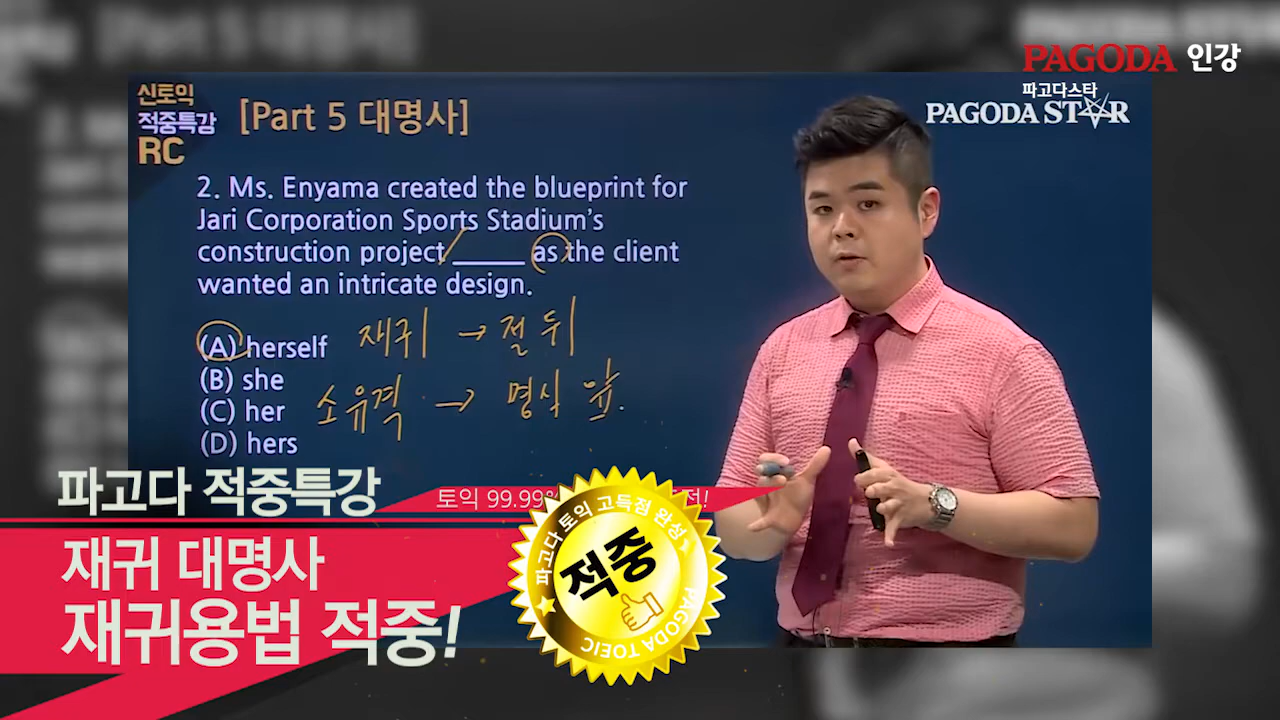 PAGODA 인강
파고다스타
PAGODA STAR
신토익
적중특강
RC
[Part 5 대명사]
2. Ms. Enyama created the blueprint for
Jari Corporation Sports Stadium's
construction project _____ as the client
wanted an intricate design.
(A) herself 재귀 → 절 뒤
(B) she
(C) her 소유격 → 명사 앞.
(D) hers
파고다 적중특강
토익 99.99%
재귀 대명사
재귀용법 적중!
파고다 토익 고득점 완성
적중
PAGODA TOEIC